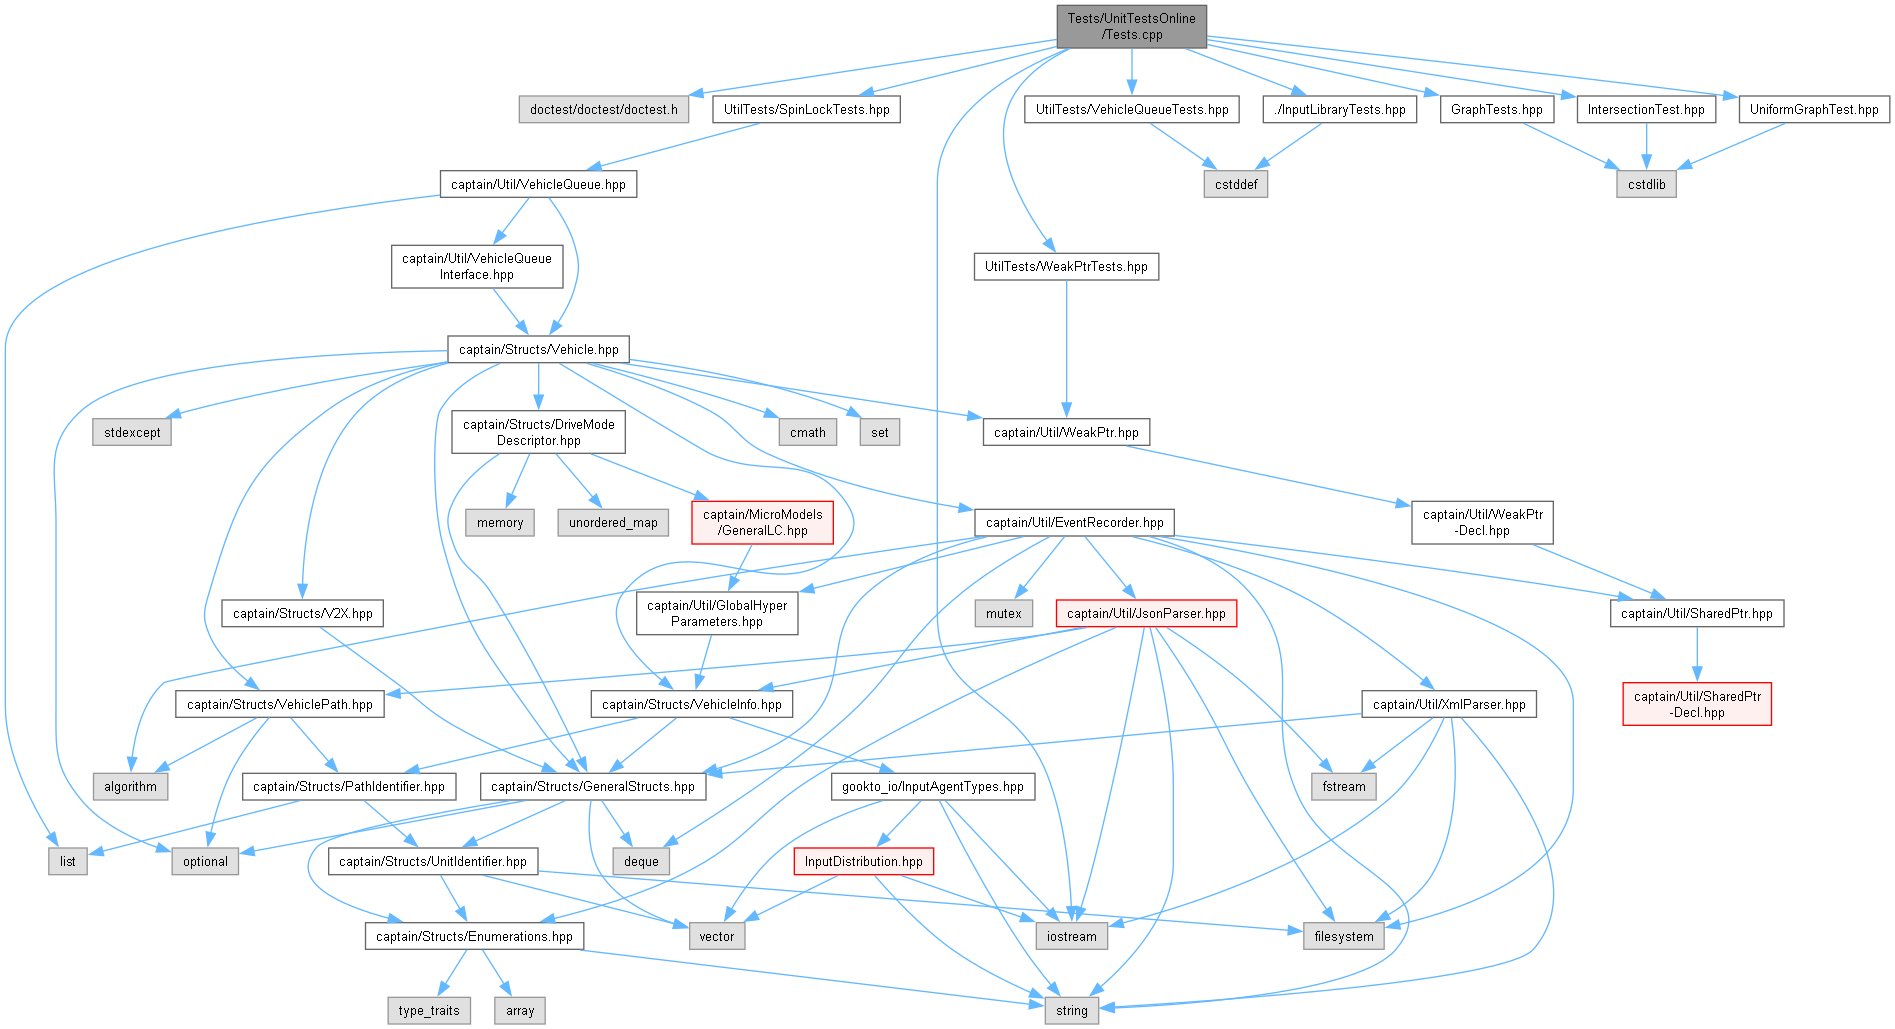 Tests/UnitTestsOnline
/Tests.cpp
doctest/doctest/doctest.h
UtilTests/SpinLockTests.hpp
UtilTests/VehicleQueueTests.hpp
./InputLibraryTests.hpp
GraphTests.hpp
IntersectionTest.hpp
UniformGraphTest.hpp
captain/Util/VehicleQueue.hpp
cstddef
cstdlib
captain/Util/VehicleQueue
Interface.hpp
UtilTests/WeakPtrTests.hpp
captain/Structs/Vehicle.hpp
stdexcept
captain/Structs/DriveMode
Descriptor.hpp
cmath
set
captain/Util/WeakPtr.hpp
memory
unordered_map
captain/MicroModels
/GeneralLC.hpp
captain/Util/EventRecorder.hpp
captain/Util/WeakPtr
-Decl.hpp
captain/Structs/V2X.hpp
captain/Util/GlobalHyper
Parameters.hpp
mutex
captain/Util/JsonParser.hpp
captain/Util/SharedPtr.hpp
captain/Structs/VehiclePath.hpp
captain/Structs/VehicleInfo.hpp
captain/Util/XmlParser.hpp
captain/Util/SharedPtr
-Decl.hpp
algorithm
captain/Structs/PathIdentifier.hpp
captain/Structs/GeneralStructs.hpp
gookto_io/InputAgentTypes.hpp
fstream
list
optional
captain/Structs/UnitIdentifier.hpp
deque
InputDistribution.hpp
captain/Structs/Enumerations.hpp
vector
iostream
filesystem
type_traits
array
string